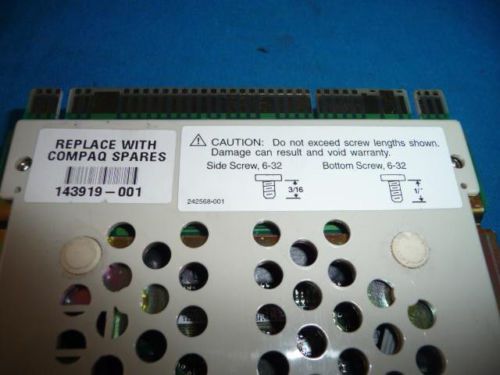 REPLACE WITH
COMPAQ SPARES
143919-001
CAUTION: Do not exceed screw lengths shown.
Damage can result and void warranty.
Side Screw, 6-32
Bottom Screw, 6-32
3/16
242568-001